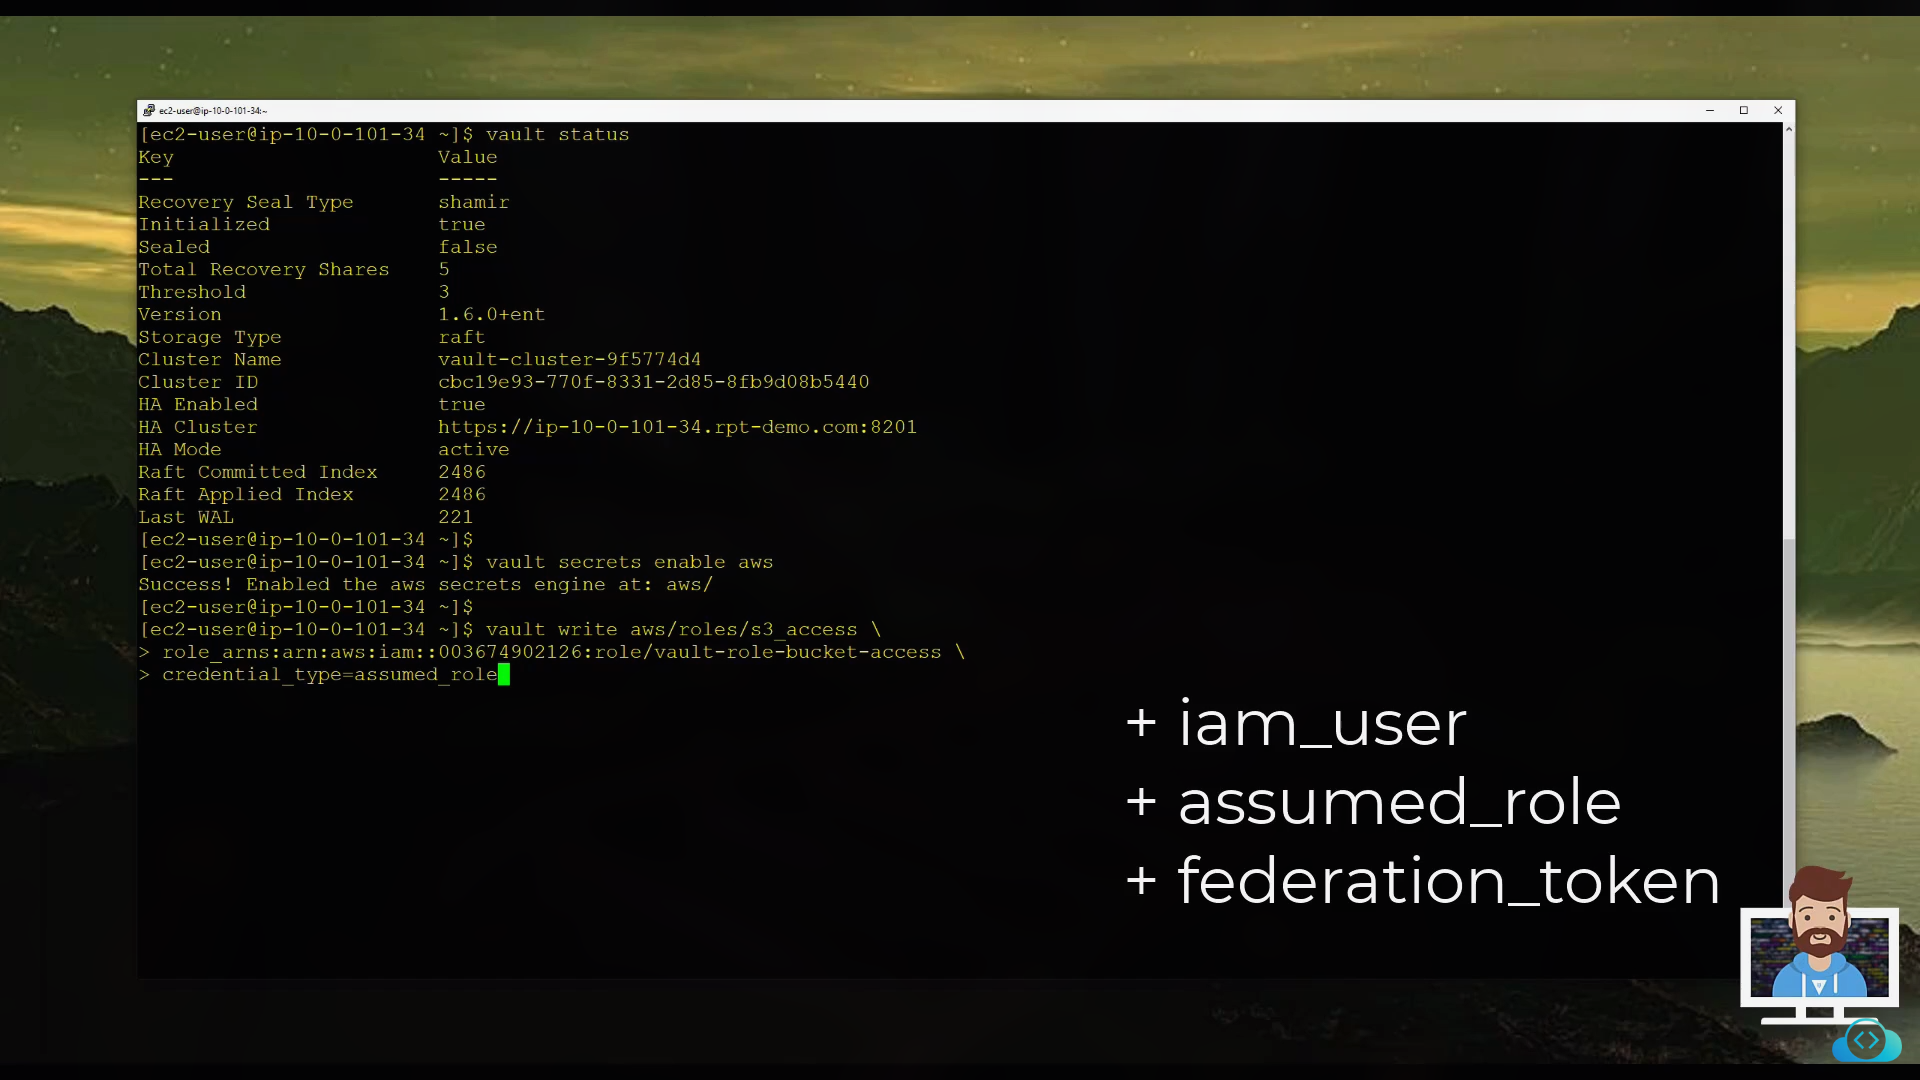 ec2-user@ip-10-0-101-34:~
[ec2-user@ip-10-0-101-34 ~]$ vault status
Key Value
--- -----
Recovery Seal Type shamir
Initialized true
Sealed false
Total Recovery Shares 5
Threshold 3
Version 1.6.0+ent
Storage Type raft
Cluster Name vault-cluster-9f5774d4
Cluster ID cbc19e93-770f-8331-2d85-8fb9d08b5440
HA Enabled true
HA Cluster https://ip-10-0-101-34.rpt-demo.com:8201
HA Mode active
Raft Committed Index 2486
Raft Applied Index 2486
Last WAL 221
[ec2-user@ip-10-0-101-34 ~]$
[ec2-user@ip-10-0-101-34 ~]$ vault secrets enable aws
Success! Enabled the aws secrets engine at: aws/
[ec2-user@ip-10-0-101-34 ~]$
[ec2-user@ip-10-0-101-34 ~]$ vault write aws/roles/s3_access \
> role_arns:arn:aws:iam::003674902126:role/vault-role-bucket-access \
> credential_type=assumed_role
+ iam_user
+ assumed_role
+ federation_token